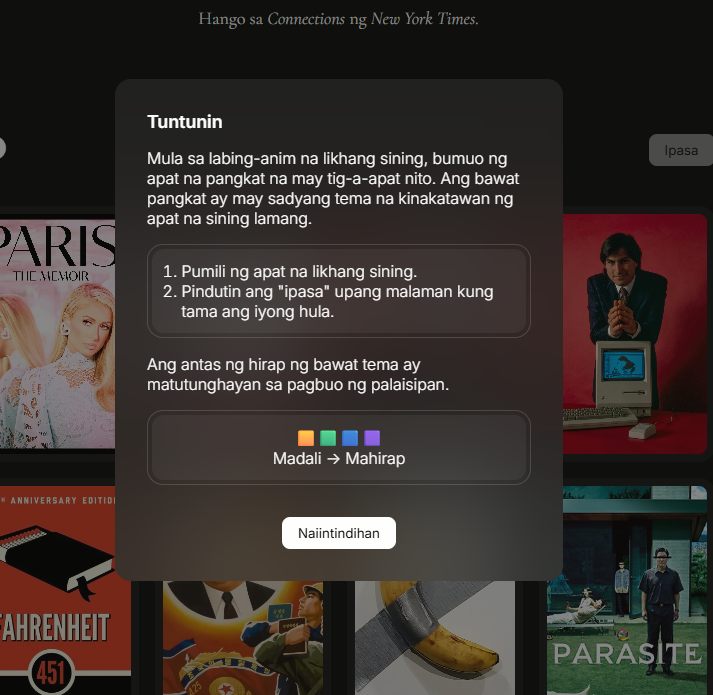 Hango sa Connections ng New York Times.
Tuntunin
Mula sa labing-anim na likhang sining, bumuo ng
apat na pangkat na may tig-a-apat nito. Ang bawat
pangkat ay may sadyang tema na kinakatawan ng
apat na sining lamang.
1. Pumili ng apat na likhang sining.
2. Pindutin ang "ipasa" upang malaman kung
tama ang iyong hula.
Ang antas ng hirap ng bawat tema ay
matutunghayan sa pagbuo ng palaisipan.
Madali → Mahirap
Naiintindihan
Ipasa
PARIS
THE MEMOIR
ANNIVERSARY EDITIO
FAHRENHEIT
451
PARASITE